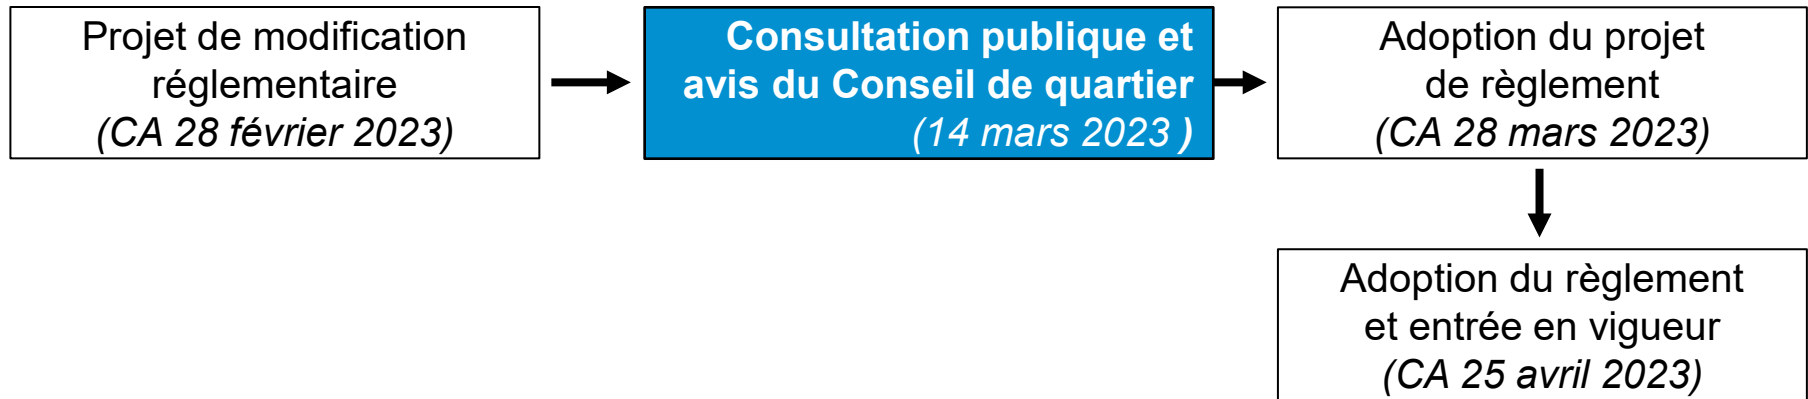 Projet de modification
réglementaire
(CA 28 février 2023)
Consultation publique et
avis du Conseil de quartier
(14 mars 2023 )
Adoption du projet
de règlement
(CA 28 mars 2023)
Adoption du règlement
et entrée en vigueur
(CA 25 avril 2023)